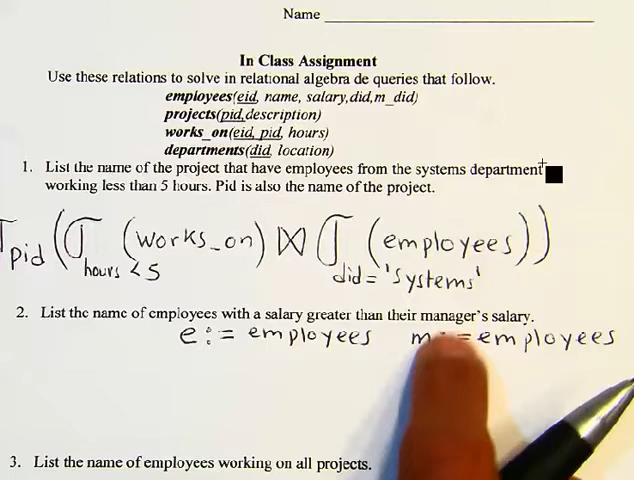 Name
In Class Assignment
Use these relations to solve in relational algebra de queries that follow.
employees(eid, name, salary,did,m_did)
projects(pid,description)
works_on(eid, pid, hours)
departments(did, location)
1. List the name of the project that have employees from the systems department
working less than 5 hours. Pid is also the name of the project.
π pid (σ hours < 5 (works_on) ⋈ σ did = 'systems' (employees))
2. List the name of employees with a salary greater than their manager's salary.
e := employees m := employees
3. List the name of employees working on all projects.